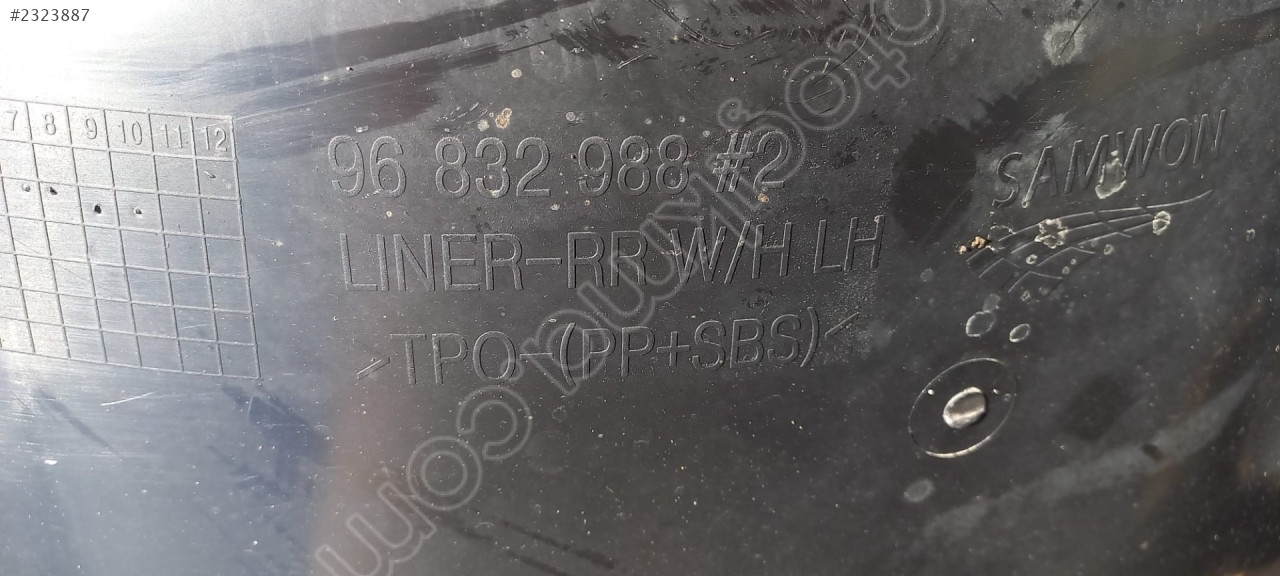 #2323887
7 8 9 10 11 12
96 832 988 #2
SAMWON
LINER-RR W/H LH
>TPO-(PP+SBS)<